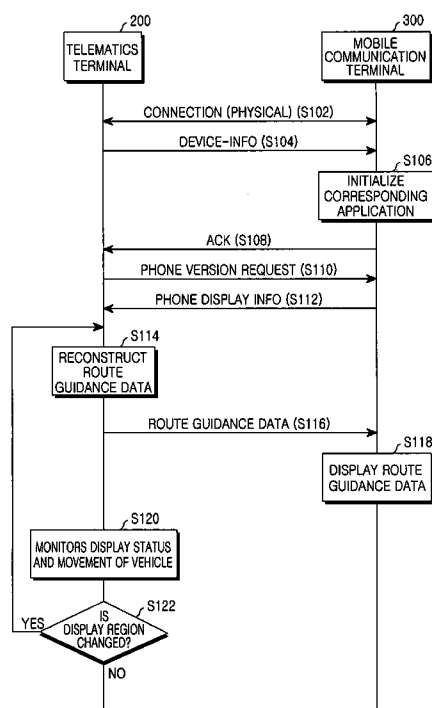 200
300
TELEMATICS
TERMINAL
MOBILE
COMMUNICATION
TERMINAL
CONNECTION (PHYSICAL) (S102)
DEVICE-INFO (S104)
S106
INITIALIZE
CORRESPONDING
APPLICATION
ACK (S108)
PHONE VERSION REQUEST (S110)
PHONE DISPLAY INFO (S112)
S114
RECONSTRUCT
ROUTE
GUIDANCE DATA
ROUTE GUIDANCE DATA (S116)
S118
DISPLAY ROUTE
GUIDANCE DATA
S120
MONITORS DISPLAY STATUS
AND MOVEMENT OF VEHICLE
S122
IS
DISPLAY REGION
CHANGED?
YES
NO